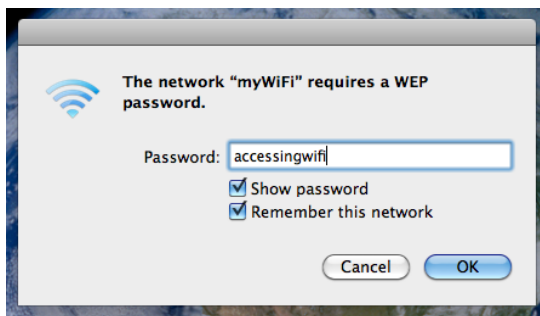 The network “myWiFi” requires a WEP
password.
Password: accessingwifi
Show password
Remember this network
Cancel OK